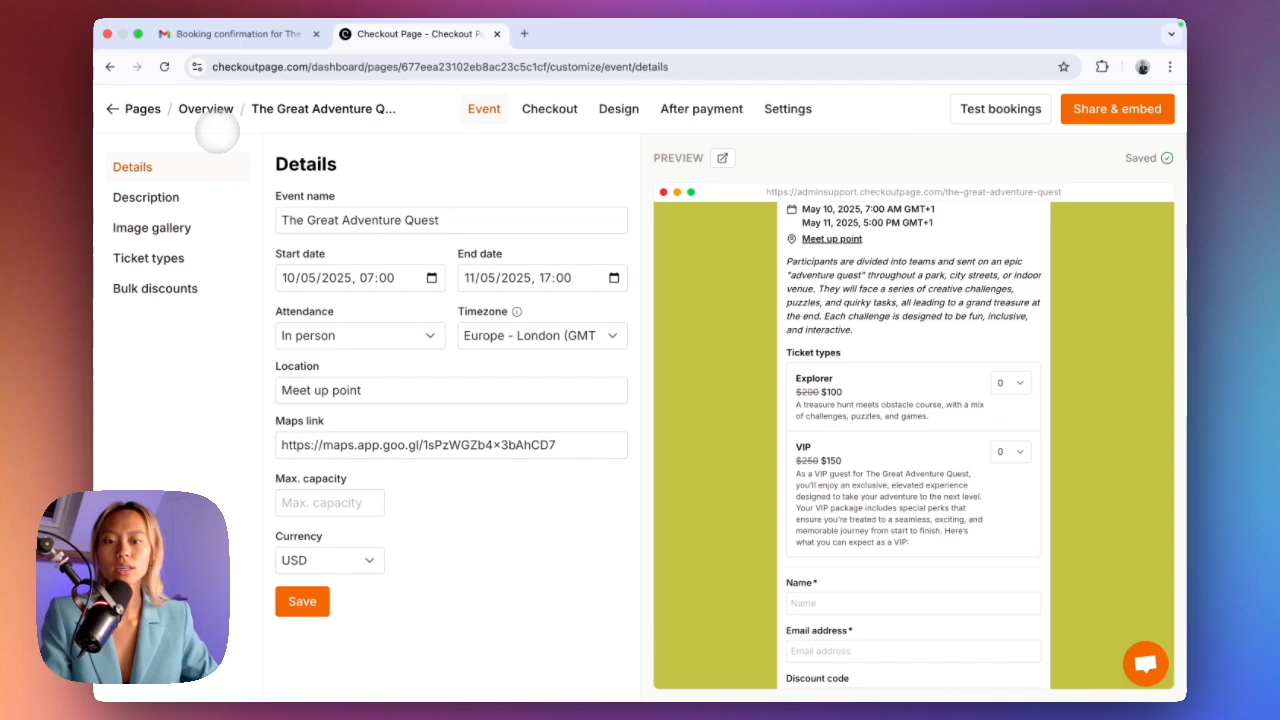 Booking confirmation for The
Checkout Page - Checkout Pa
checkoutpage.com/dashboard/pages/677eea23102eb8ac23c5c1cf/customize/event/details
Pages / Overview / The Great Adventure Q...
Event
Checkout
Design
After payment
Settings
Test bookings
Share & embed
Details
Description
Image gallery
Ticket types
Bulk discounts
Details
Event name
The Great Adventure Quest
Start date
End date
10/05/2025, 07:00
11/05/2025, 17:00
Attendance
Timezone
In person
Europe - London (GMT
Location
Meet up point
Maps link
https://maps.app.goo.gl/1sPzWGZb4×3bAhCD7
Max. capacity
Max. capacity
Currency
USD
Save
PREVIEW
Saved
https://adminsupport.checkoutpage.com/the-great-adventure-quest
May 10, 2025, 7:00 AM GMT+1
May 11, 2025, 5:00 PM GMT+1
Meet up point
Participants are divided into teams and sent on an epic
"adventure quest" throughout a park, city streets, or indoor
venue. They will face a series of creative challenges,
puzzles, and quirky tasks, all leading to a grand treasure at
the end. Each challenge is designed to be fun, inclusive,
and interactive.
Ticket types
Explorer
0
$200 $100
A treasure hunt meets obstacle course, with a mix
of challenges, puzzles, and games.
VIP
0
$250 $150
As a VIP guest for The Great Adventure Quest,
you'll enjoy an exclusive, elevated experience
designed to take your adventure to the next level.
Your VIP package includes special perks that
ensure you're treated to a seamless, exciting, and
memorable journey from start to finish. Here's
what you can expect as a VIP:
Name*
Name
Email address*
Email address
Discount code